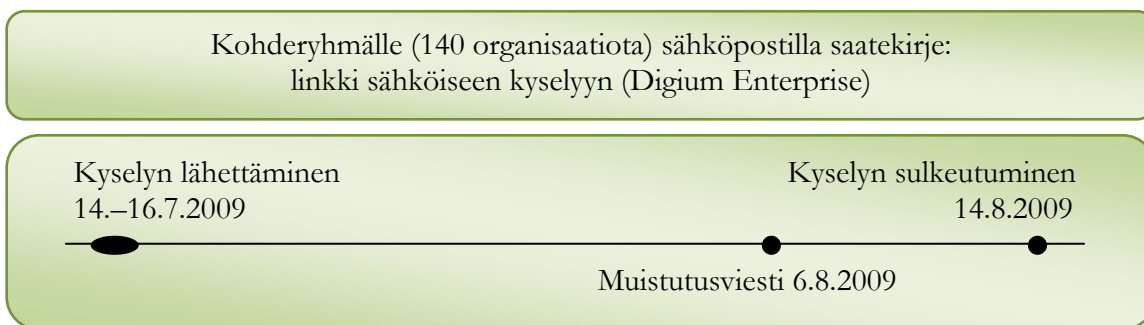 Kohderyhmälle (140 organisaatiota) sähköpostilla saatekirje:
linkki sähköiseen kyselyyn (Digium Enterprise)
Kyselyn lähettäminen
14.–16.7.2009
Kyselyn sulkeutuminen
14.8.2009
Muistutusviesti 6.8.2009